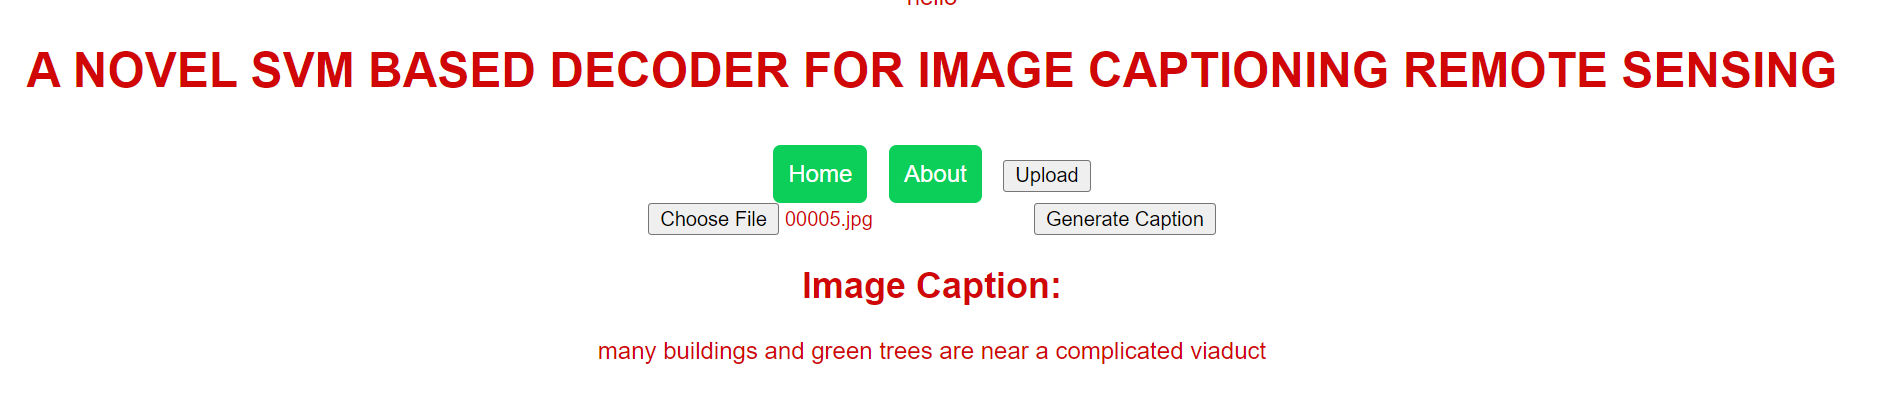 hello
A NOVEL SVM BASED DECODER FOR IMAGE CAPTIONING REMOTE SENSING
Home About Upload
Choose File 00005.jpg Generate Caption
Image Caption:
many buildings and green trees are near a complicated viaduct